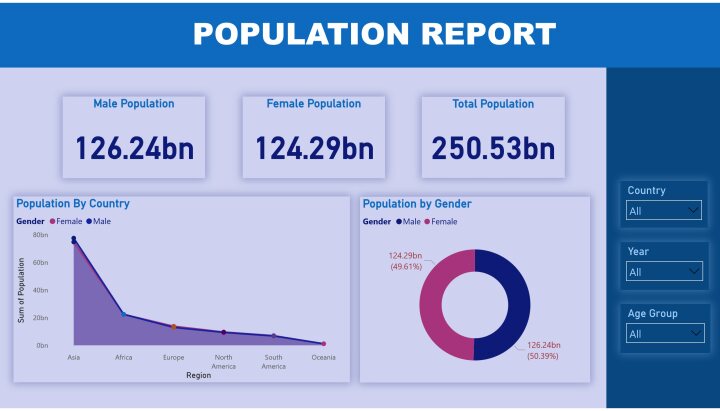 POPULATION REPORT
Male Population
126.24bn
Female Population
124.29bn
Total Population
250.53bn
Population By Country
Gender Female Male
80bn
60bn
40bn
20bn
0bn
Sum of Population
Asia
Africa
Europe
North
America
South
America
Oceania
Region
Population by Gender
Gender Male Female
124.29bn
(49.61%)
126.24bn
(50.39%)
Country
All
Year
All
Age Group
All